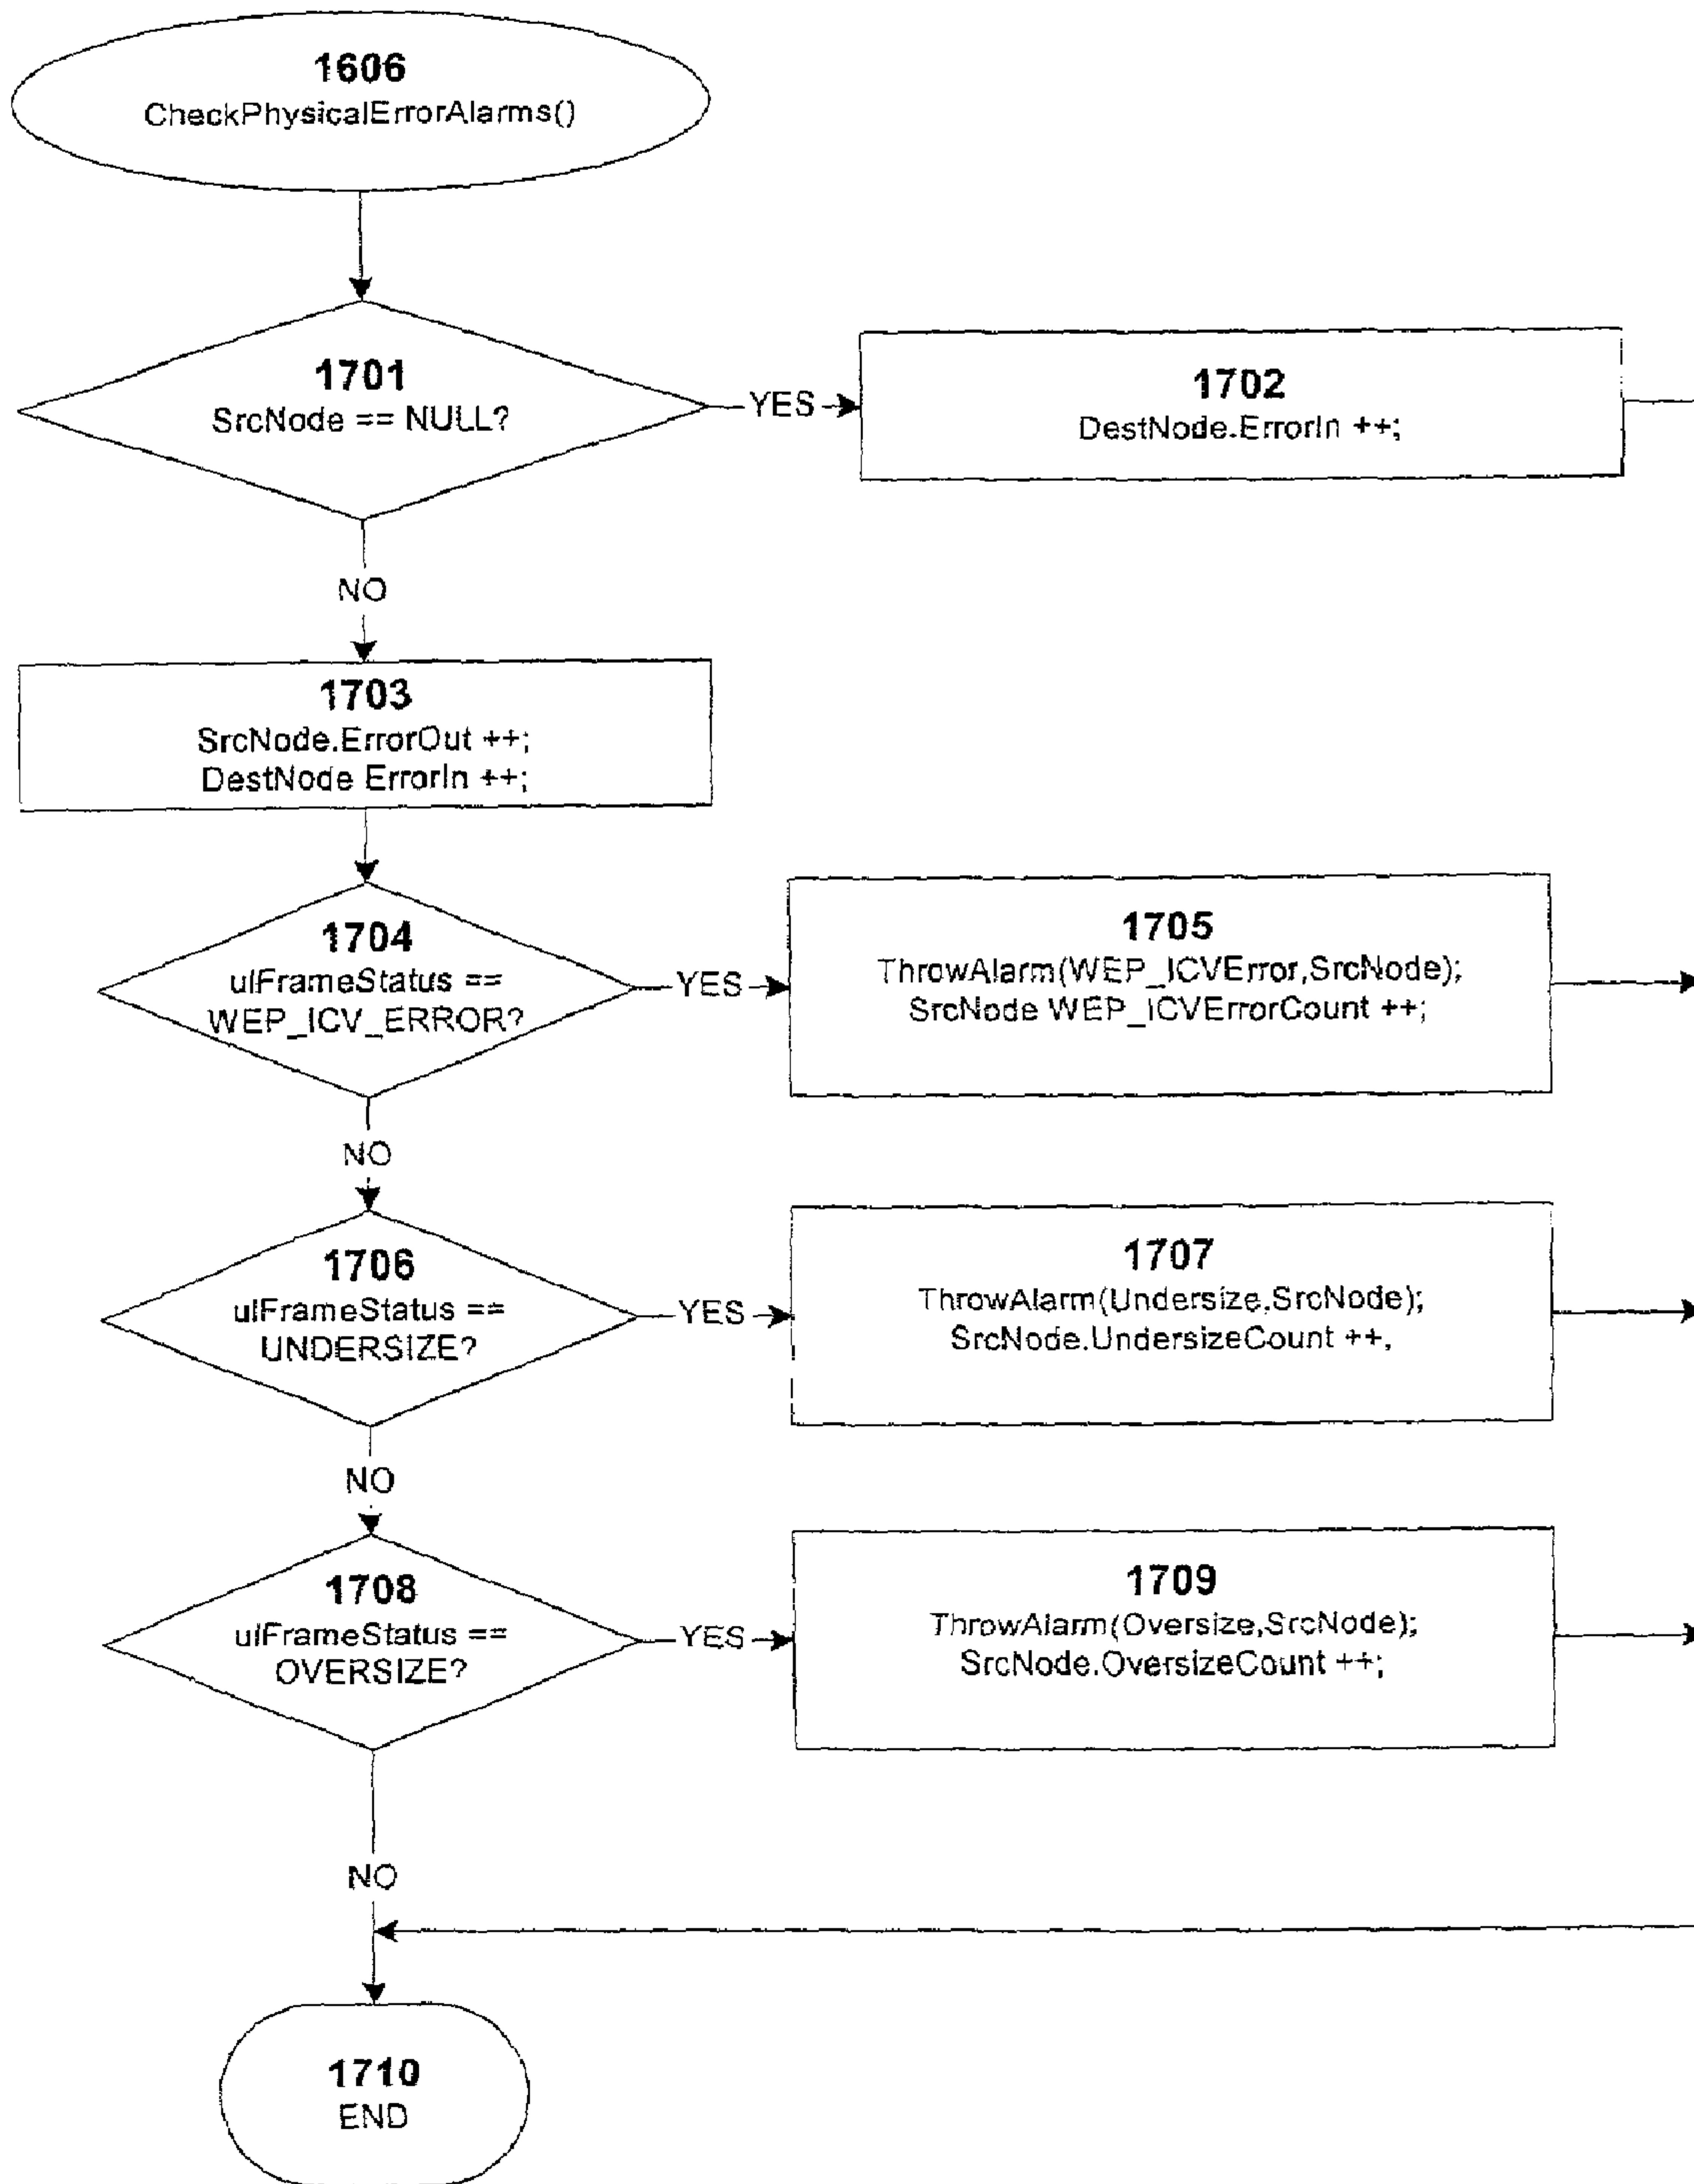 1606
CheckPhysicalErrorAlarms()
1701
SrcNode == NULL?
YES
1702
DestNode.ErrorIn ++;
NO
1703
SrcNode.ErrorOut ++;
DestNode ErrorIn ++;
1704
ulFrameStatus ==
WEP_ICV_ERROR?
YES
1705
ThrowAlarm(WEP_ICVError,SrcNode);
SrcNode WEP_ICVErrorCount ++;
NO
1706
ulFrameStatus ==
UNDERSIZE?
YES
1707
ThrowAlarm(Undersize,SrcNode);
SrcNode.UndersizeCount ++,
NO
1708
ulFrameStatus ==
OVERSIZE?
YES
1709
ThrowAlarm(Oversize,SrcNode);
SrcNode.OversizeCount ++;
NO
1710
END